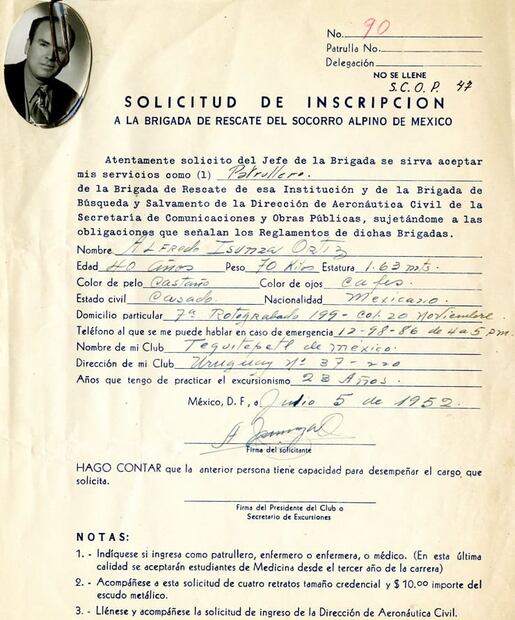 No. 90
Patrulla No.
Delegación
NO SE LLENE
S.C.O.P. 47
SOLICITUD DE INSCRIPCION
A LA BRIGADA DE RESCATE DEL SOCORRO ALPINO DE MEXICO
Atentamente solicito del Jefe de la Brigada se sirva aceptar
mis servicios como (1) Patrullero.
de la Brigada de Rescate de esa Institución y de la Brigada de
Búsqueda y Salvamento de la Dirección de Aeronáutica Civil de la
Secretaria de Comunicaciones y Obras Públicas, sujetándome a las
obligaciones que señalan los Reglamentos de dichas Brigadas.
Nombre Alfredo Isunza Ortiz
Edad 40 años Peso 70 Kilos Estatura 1.63 mts.
Color de pelo Castaño Color de ojos Cafes.
Estado civil Casado. Nacionalidad Mexicano.
Domicilio particular 7a Rotograbado 199 - Col. 20 Noviembre
Teléfono al que se me puede hablar en caso de emergencia 12-98-86 de 4 a 5 pm.
Nombre de mi Club Tequitepetl de México.
Dirección de mi Club Uruguay No 37-220
Años que tengo de practicar el excursionismo 23 Años.
México, D. F., a Julio 5 de 1952.
Firma del solicitante
HAGO CONTAR que la anterior persona tiene capacidad para desempeñar el cargo que
solicita.
Firma del Presidente del Club o
Secretario de Excursiones
NOTAS:
1. - Indíquese si ingresa como patrullero, enfermero o enfermera, o médico. (En esta última
calidad se aceptarán estudiantes de Medicina desde el tercer año de la carrera)
2. - Acompáñese a esta solicitud de cuatro retratos tamaño credencial y $ 10.00 importe del
escudo metálico.
3. - Llénese y acompáñese la solicitud de ingreso de la Dirección de Aeronáutica Civil.